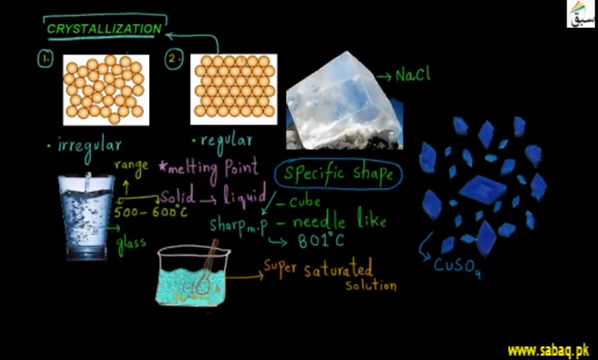 CRYSTALLIZATION
سبق
1.
2.
NaCl
• irregular
• regular
range
*melting Point
Specific shape
Solid → liquid
- cube
500-600°C
sharp m.p
- needle like
glass
801°C
CuSO4
Super saturated
solution
www.sabaq.pk